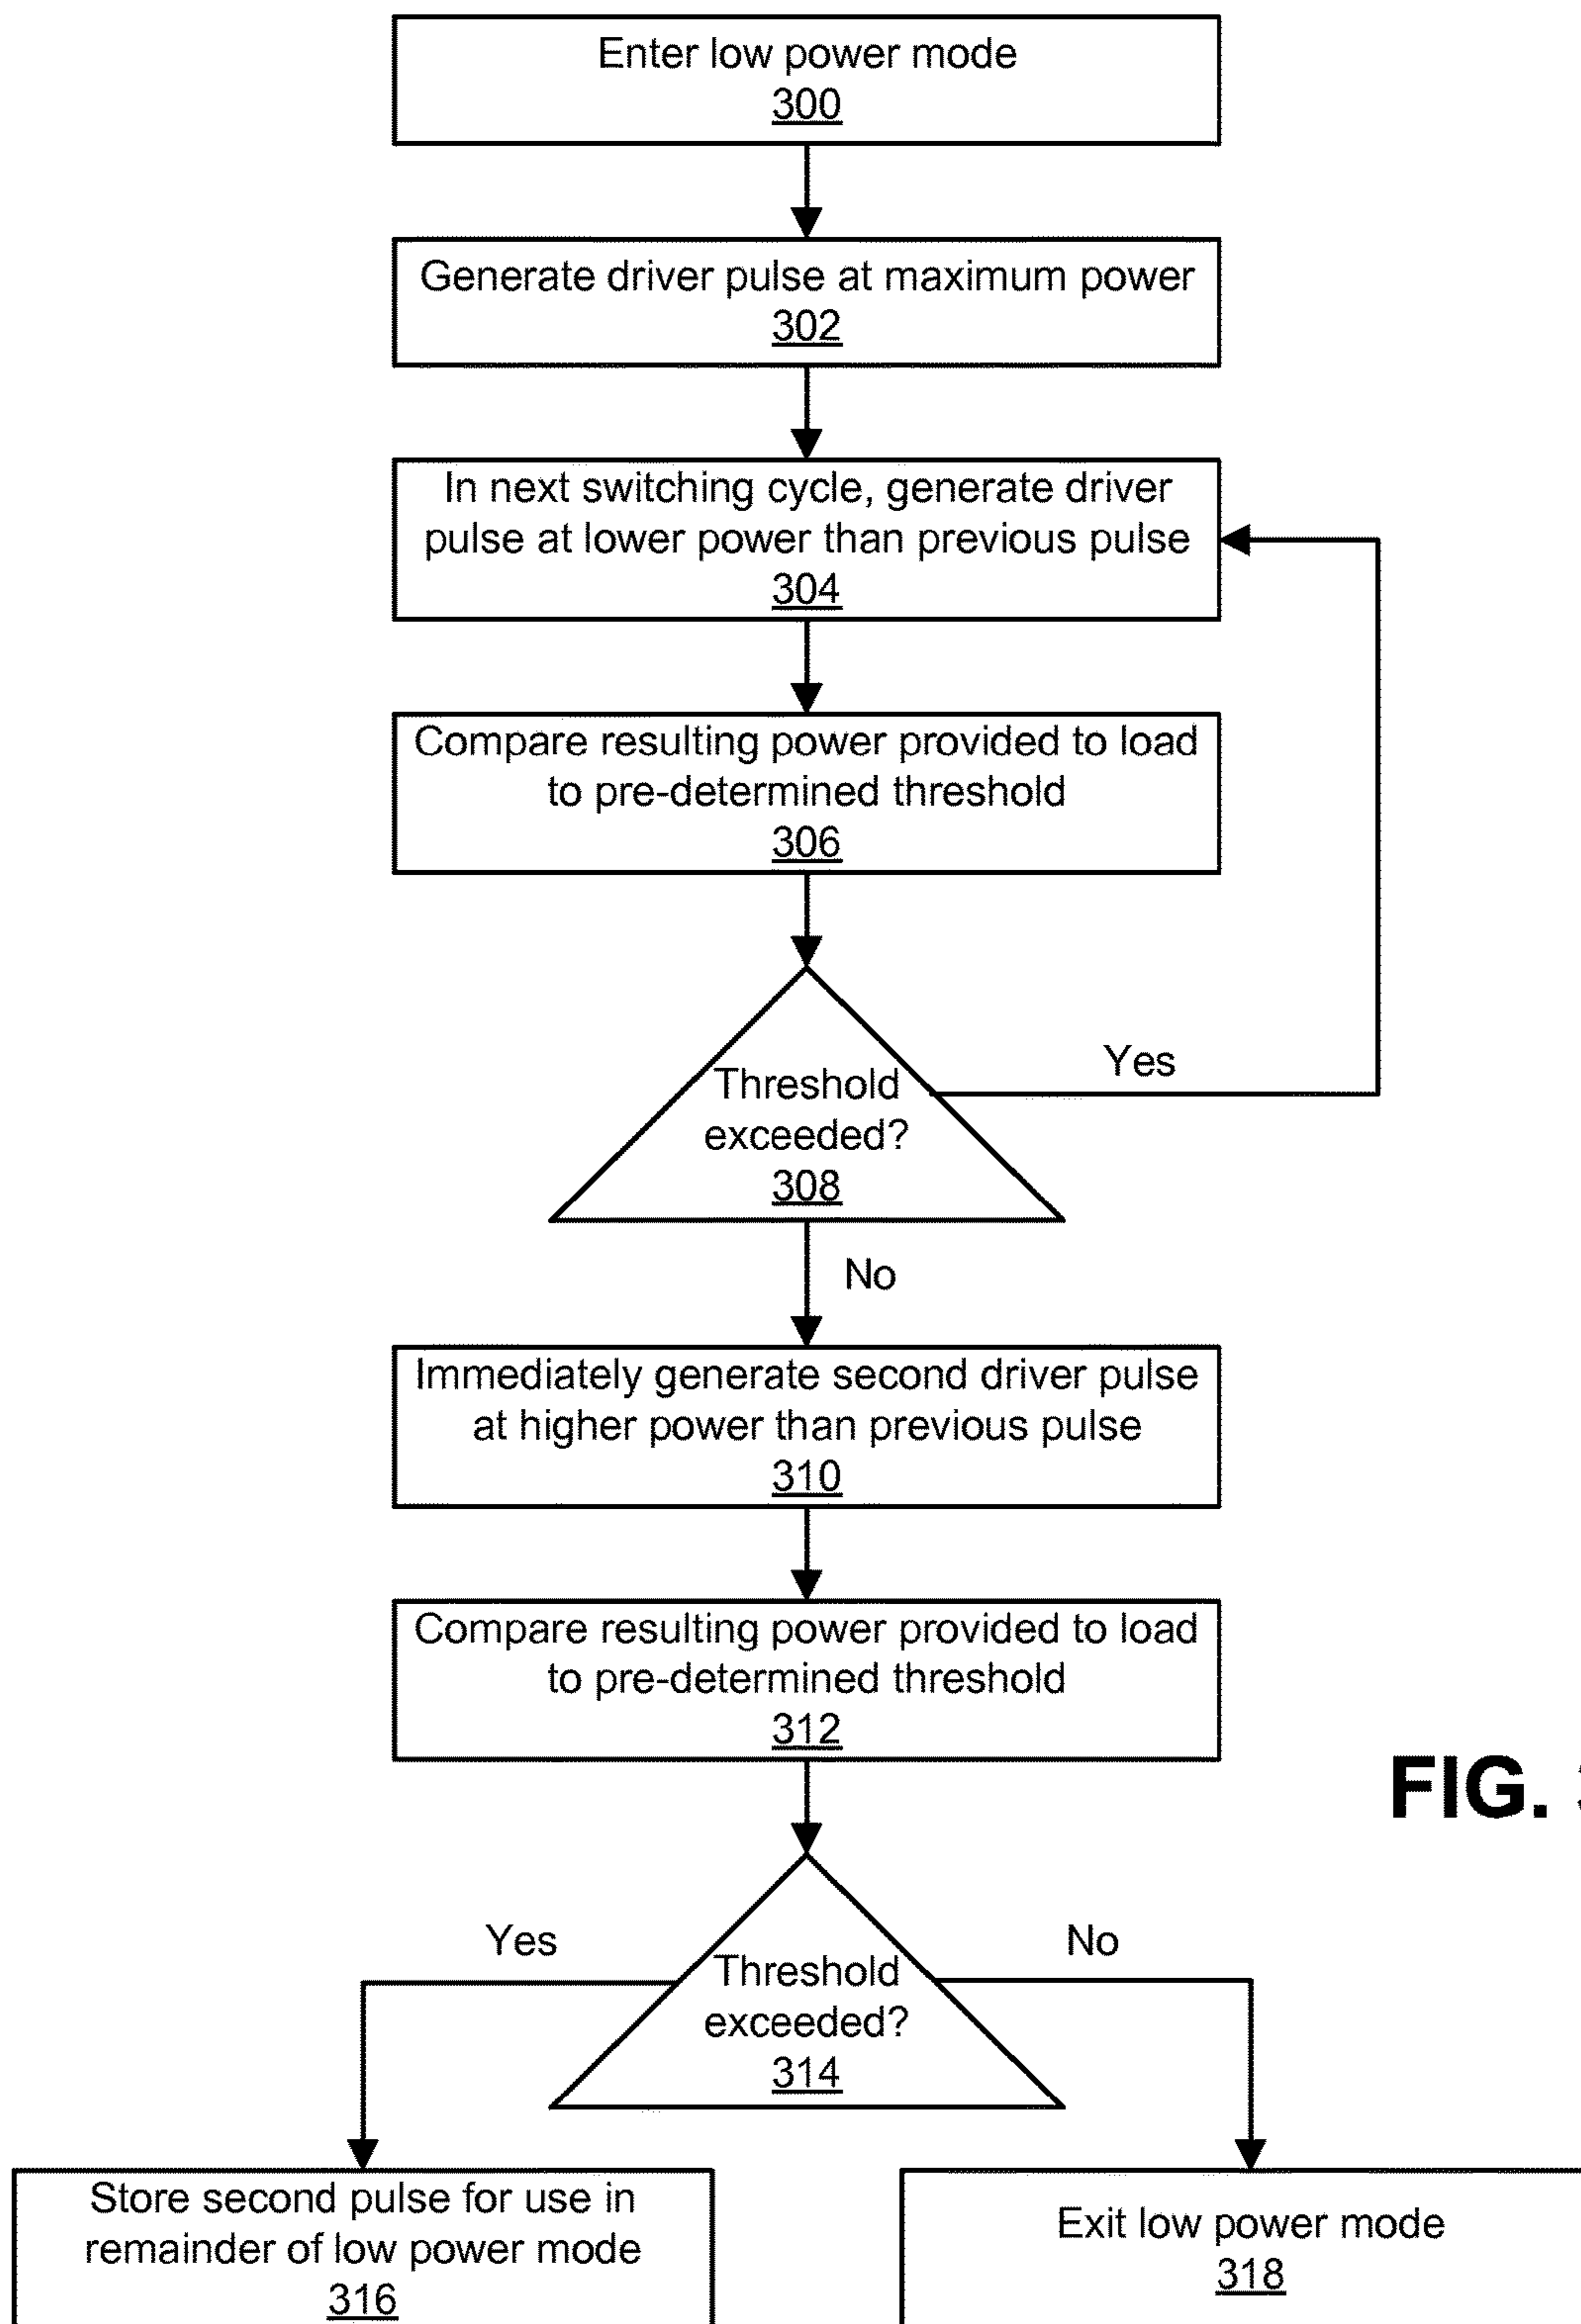 Enter low power mode
300
Generate driver pulse at maximum power
302
In next switching cycle, generate driver
pulse at lower power than previous pulse
304
Compare resulting power provided to load
to pre-determined threshold
306
Threshold
exceeded?
308
Yes
No
Immediately generate second driver pulse
at higher power than previous pulse
310
Compare resulting power provided to load
to pre-determined threshold
312
FIG.
Threshold
exceeded?
314
Yes
No
Store second pulse for use in
remainder of low power mode
316
Exit low power mode
318